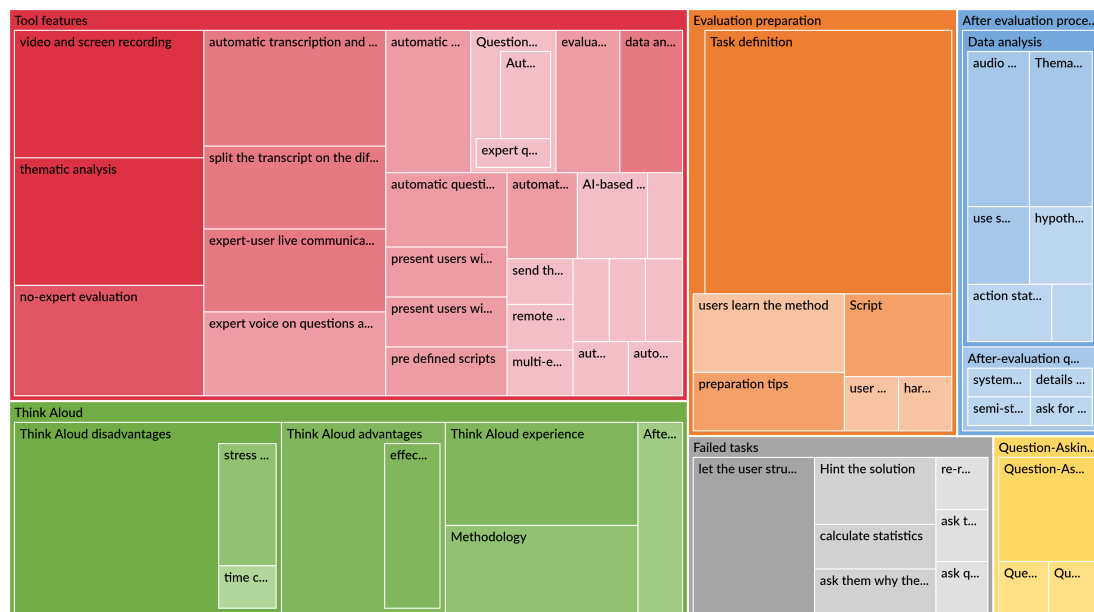 Tool features
video and screen recording
thematic analysis
no-expert evaluation
automatic transcription and ...
split the transcript on the dif...
expert-user live communica...
expert voice on questions a...
automatic ...
Question...
Aut...
expert q...
evalua...
data an...
automatic questi...
present users wi...
present users wi...
pre defined scripts
automat...
AI-based ...
send th...
remote ...
multi-e...
aut...
auto...
Think Aloud
Think Aloud disadvantages
stress ...
time c...
Think Aloud advantages
effec...
Think Aloud experience
Methodology
Afte...
Evaluation preparation
Task definition
users learn the method
preparation tips
Script
user ...
har...
After evaluation proce...
Data analysis
audio ...
Thema...
use s...
hypoth...
action stat...
After-evaluation q...
system...
details ...
semi-st...
ask for ...
Failed tasks
let the user stru...
Hint the solution
calculate statistics
ask them why the...
re-r...
ask t...
ask q...
Question-Askin...
Question-As...
Que...
Qu...